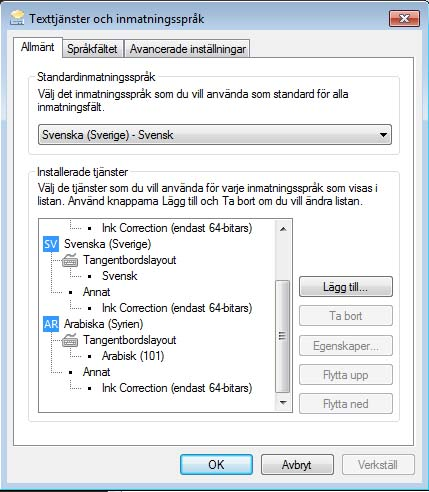 Texttjänster och inmatningsspråk
Allmänt Språkfältet Avancerade inställningar
Standardinmatningsspråk
Välj det inmatningsspråk som du vill använda som standard för alla
inmatningsfält.
Svenska (Sverige) - Svensk
Installerade tjänster
Välj de tjänster som du vill använda för varje inmatningsspråk som visas i
listan. Använd knapparna Lägg till och Ta bort om du vill ändra listan.
Ink Correction (endast 64-bitars)
SV Svenska (Sverige)
Tangentbordslayout
Svensk
Annat
Ink Correction (endast 64-bitars)
AR Arabiska (Syrien)
Tangentbordslayout
Arabisk (101)
Annat
Ink Correction (endast 64-bitars)
Lägg till...
Ta bort
Egenskaper...
Flytta upp
Flytta ned
OK Avbryt Verkställ